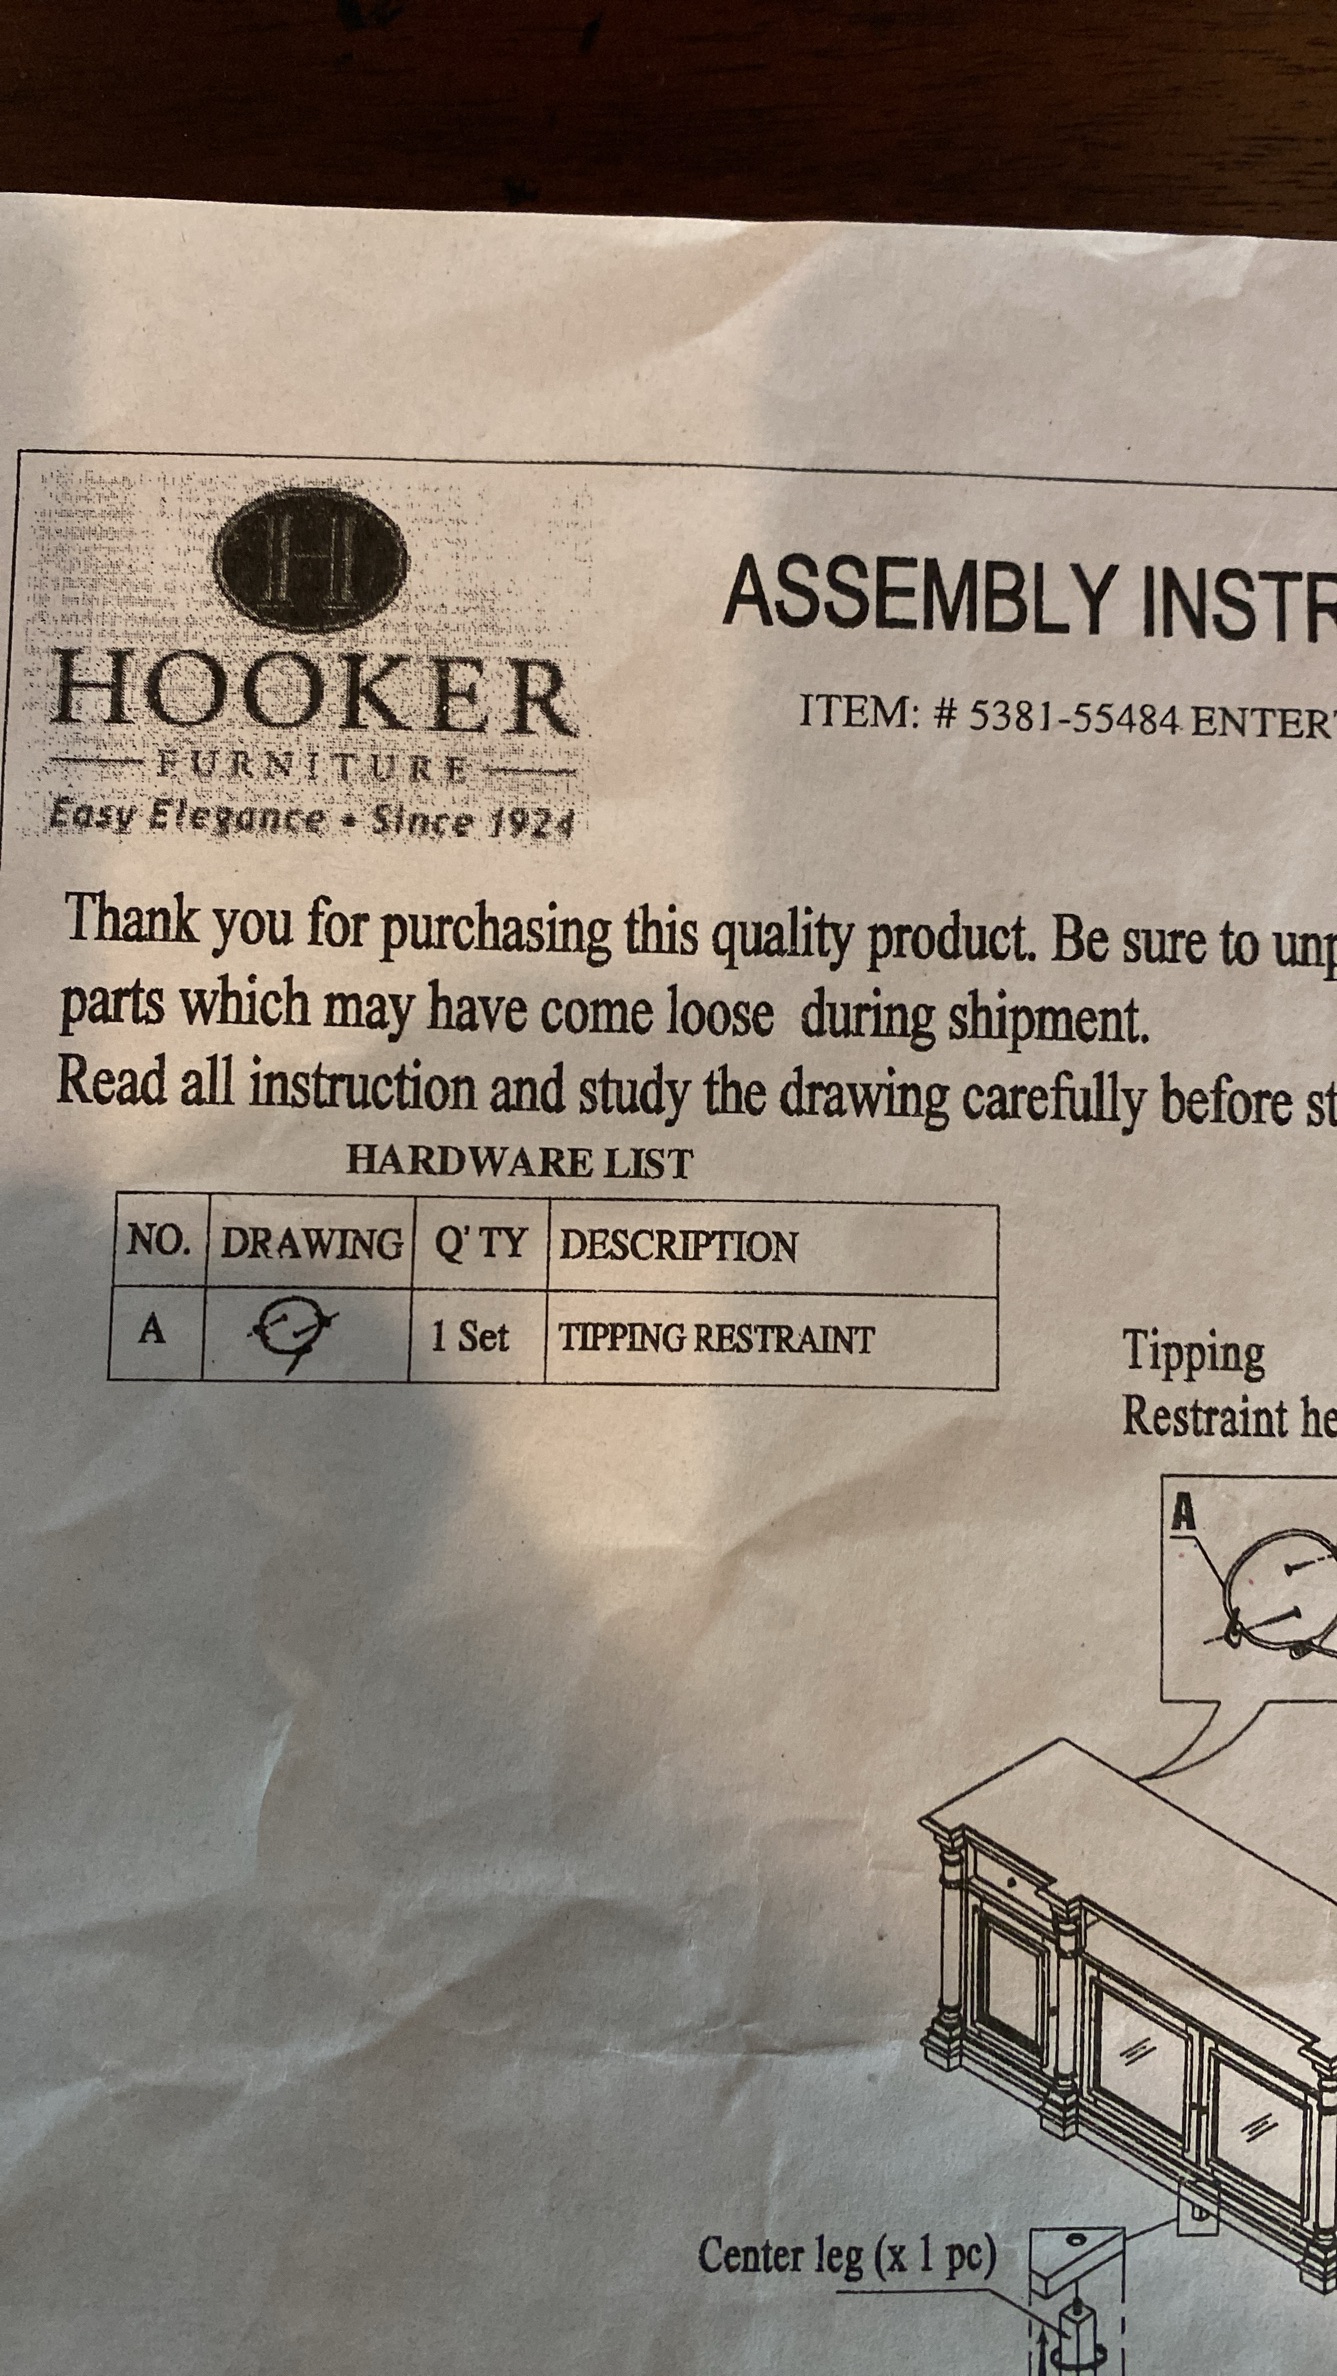 H
HOOKER
FURNITURE
Easy Elegance • Since 1924
ASSEMBLY INSTR
ITEM: # 5381-55484 ENTER
Thank you for purchasing this quality product. Be sure to unp
parts which may have come loose during shipment.
Read all instruction and study the drawing carefully before st
HARDWARE LIST
NO. DRAWING Q'TY DESCRIPTION
A 1 Set TIPPING RESTRAINT
Tipping
Restraint he
A
Center leg (x 1 pc)